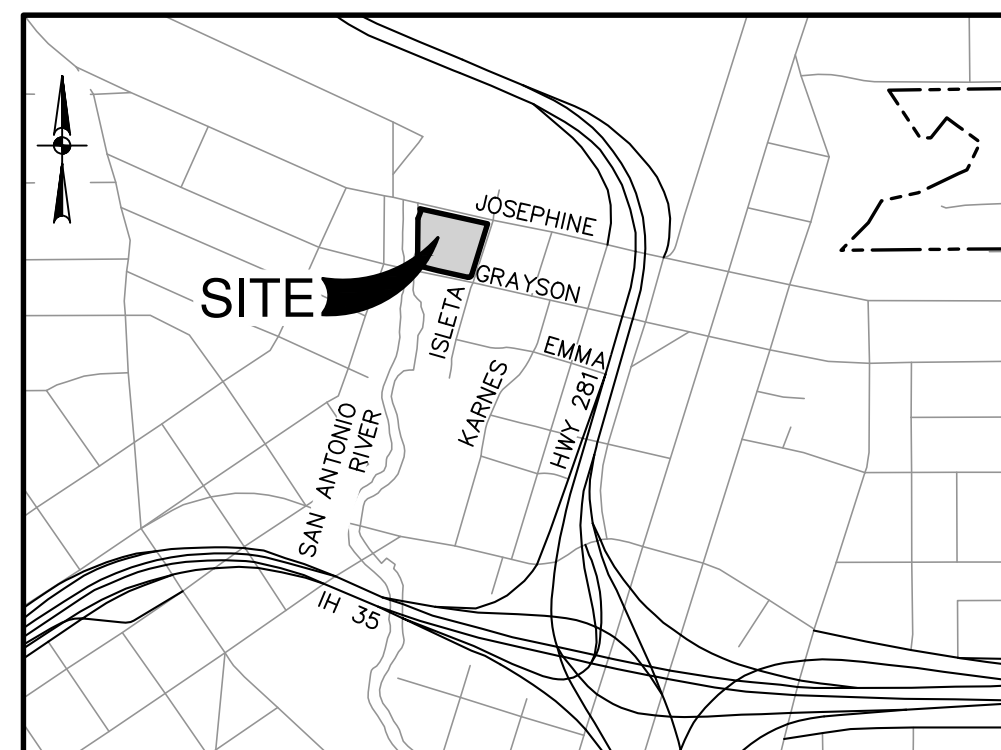 JOSEPHINE
SITE
GRAYSON
ISLETA
EMMA
KARNES
HWY 281
SAN ANTONIO
RIVER
IH 35